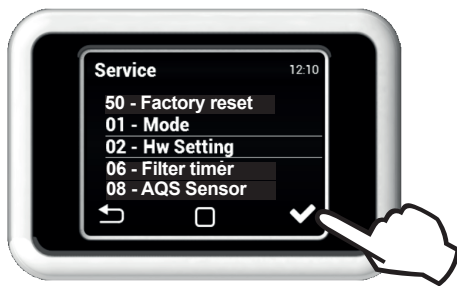 Service 12:10
50 - Factory reset
01 - Mode
02 - Hw Setting
06 - Filter timer
08 - AQS Sensor